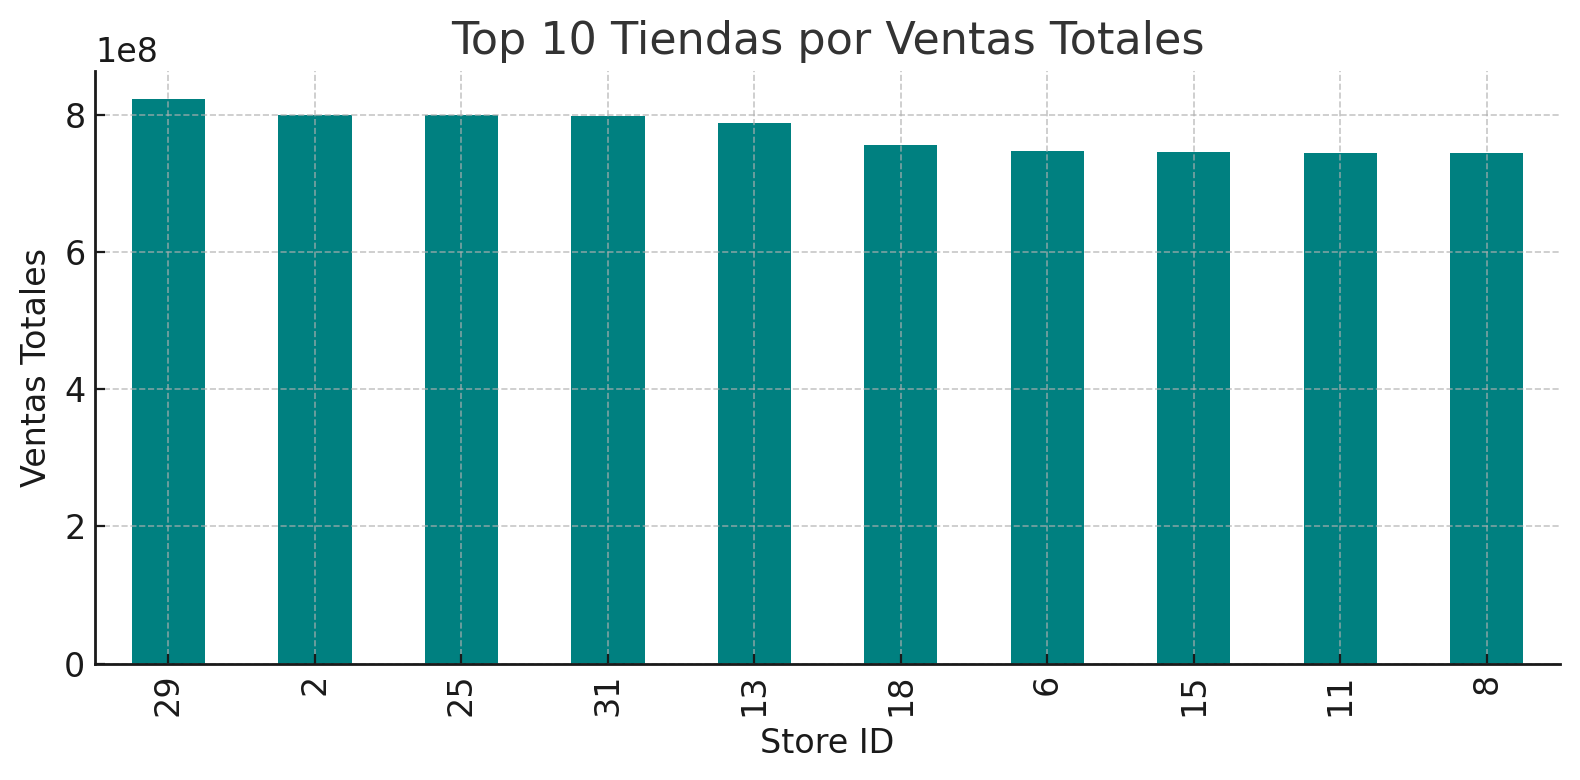 Top 10 Tiendas por Ventas Totales
1e8
8
6
4
2
0
Ventas Totales
29 2 25 31 13 18 6 15 11 8
Store ID